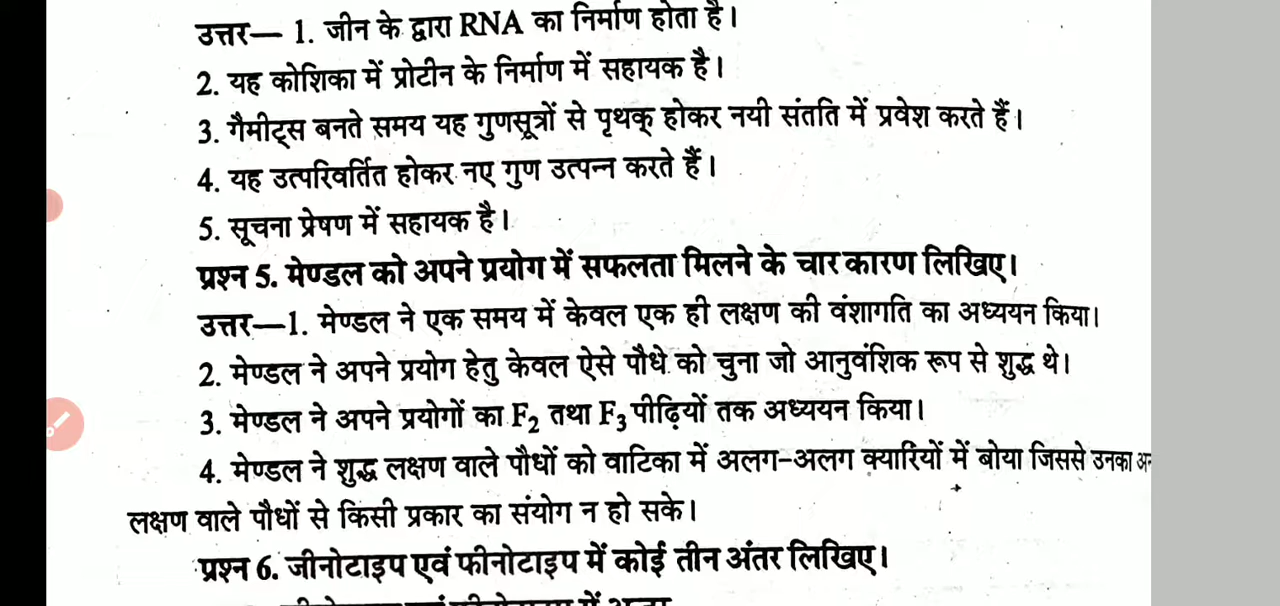 उत्तर— 1. जीन के द्वारा RNA का निर्माण होता है।
2. यह कोशिका में प्रोटीन के निर्माण में सहायक है।
3. गैमीट्स बनते समय यह गुणसूत्रों से पृथक् होकर नयी संतति में प्रवेश करते हैं।
4. यह उत्परिवर्तित होकर नए गुण उत्पन्न करते हैं।
5. सूचना प्रेषण में सहायक है।
प्रश्न 5. मेण्डल को अपने प्रयोग में सफलता मिलने के चार कारण लिखिए।
उत्तर—1. मेण्डल ने एक समय में केवल एक ही लक्षण की वंशागति का अध्ययन किया।
2. मेण्डल ने अपने प्रयोग हेतु केवल ऐसे पौधे को चुना जो आनुवंशिक रूप से शुद्ध थे।
3. मेण्डल ने अपने प्रयोगों का F₂ तथा F₃ पीढ़ियों तक अध्ययन किया।
4. मेण्डल ने शुद्ध लक्षण वाले पौधों को वाटिका में अलग-अलग क्यारियों में बोया जिससे उनका
लक्षण वाले पौधों से किसी प्रकार का संयोग न हो सके।
प्रश्न 6. जीनोटाइप एवं फीनोटाइप में कोई तीन अंतर लिखिए।